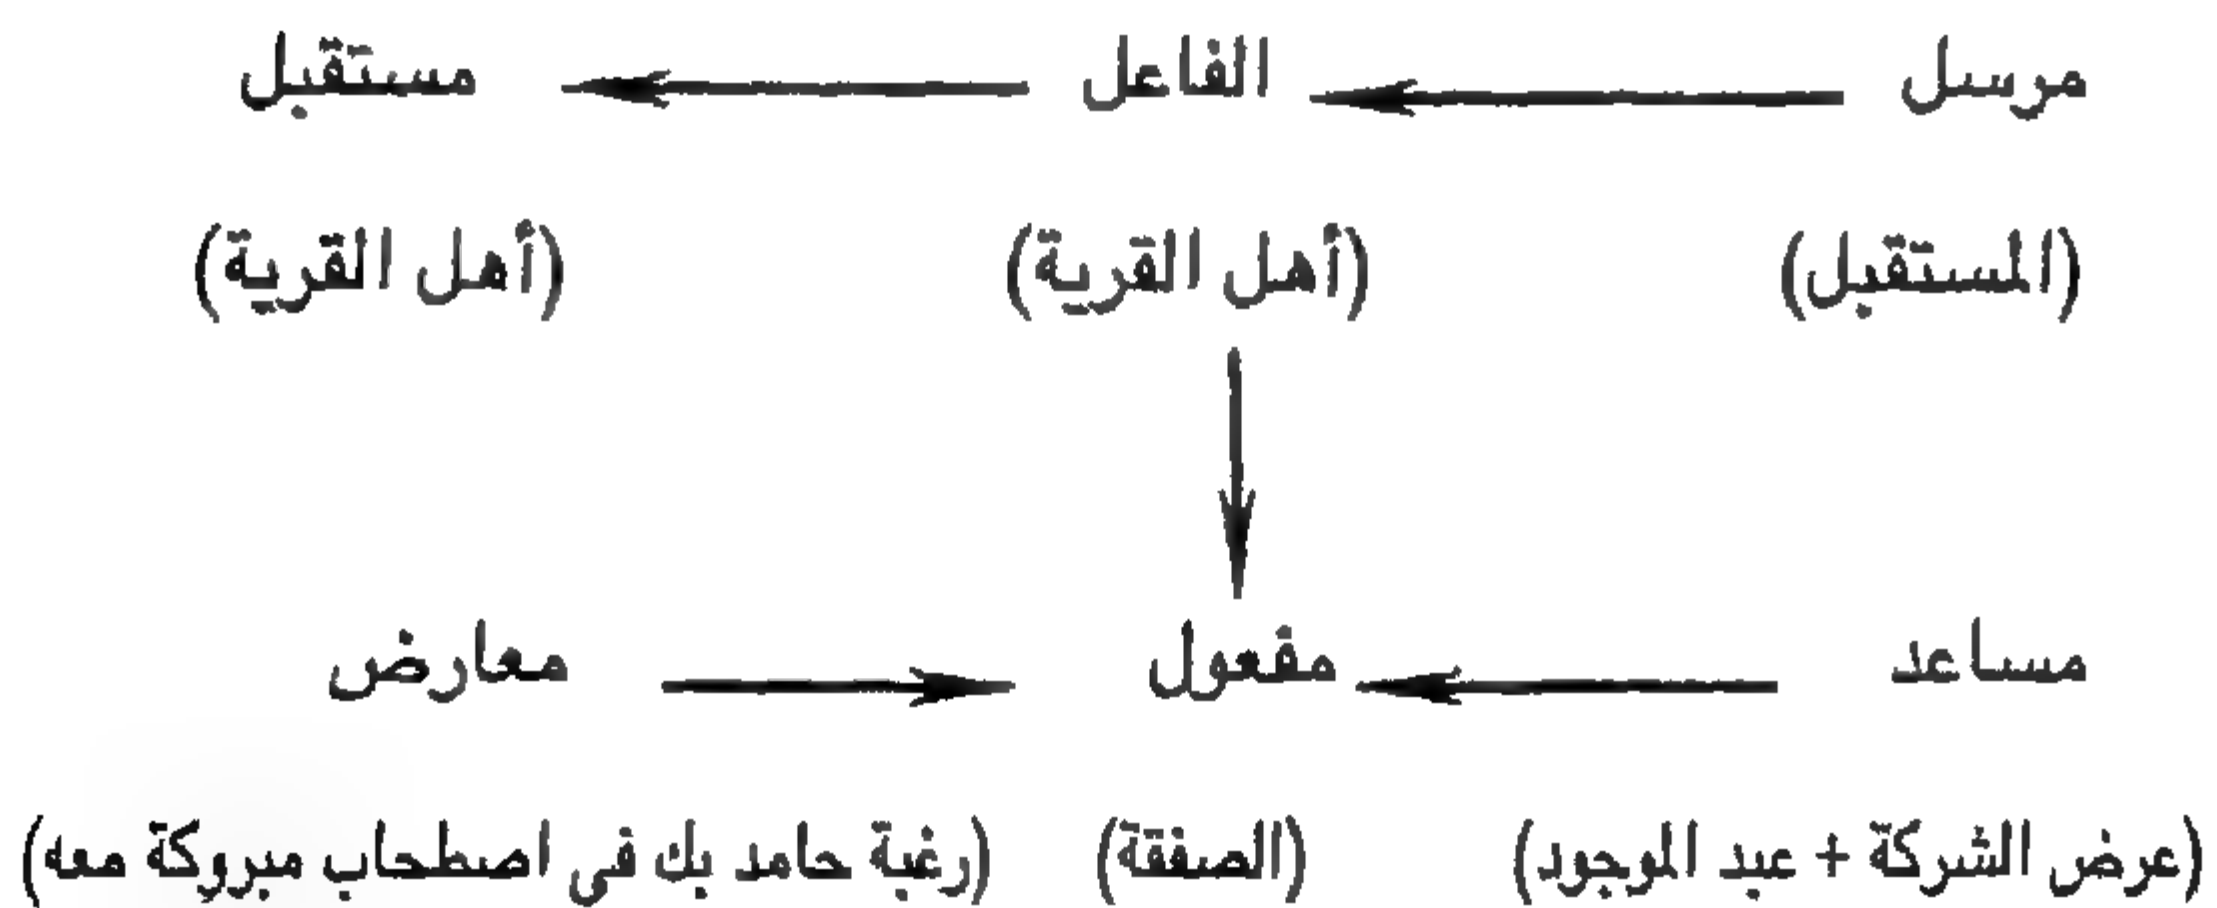 مرسل الفاعل مستقبل
(المستقبل) (أهل القرية) (أهل القرية)
مساعد مفعول معارض
(عرض الشركة + عبد الموجود) (الصفقة) (رغبة حامد بك فى اصطحاب مبروكة معه)